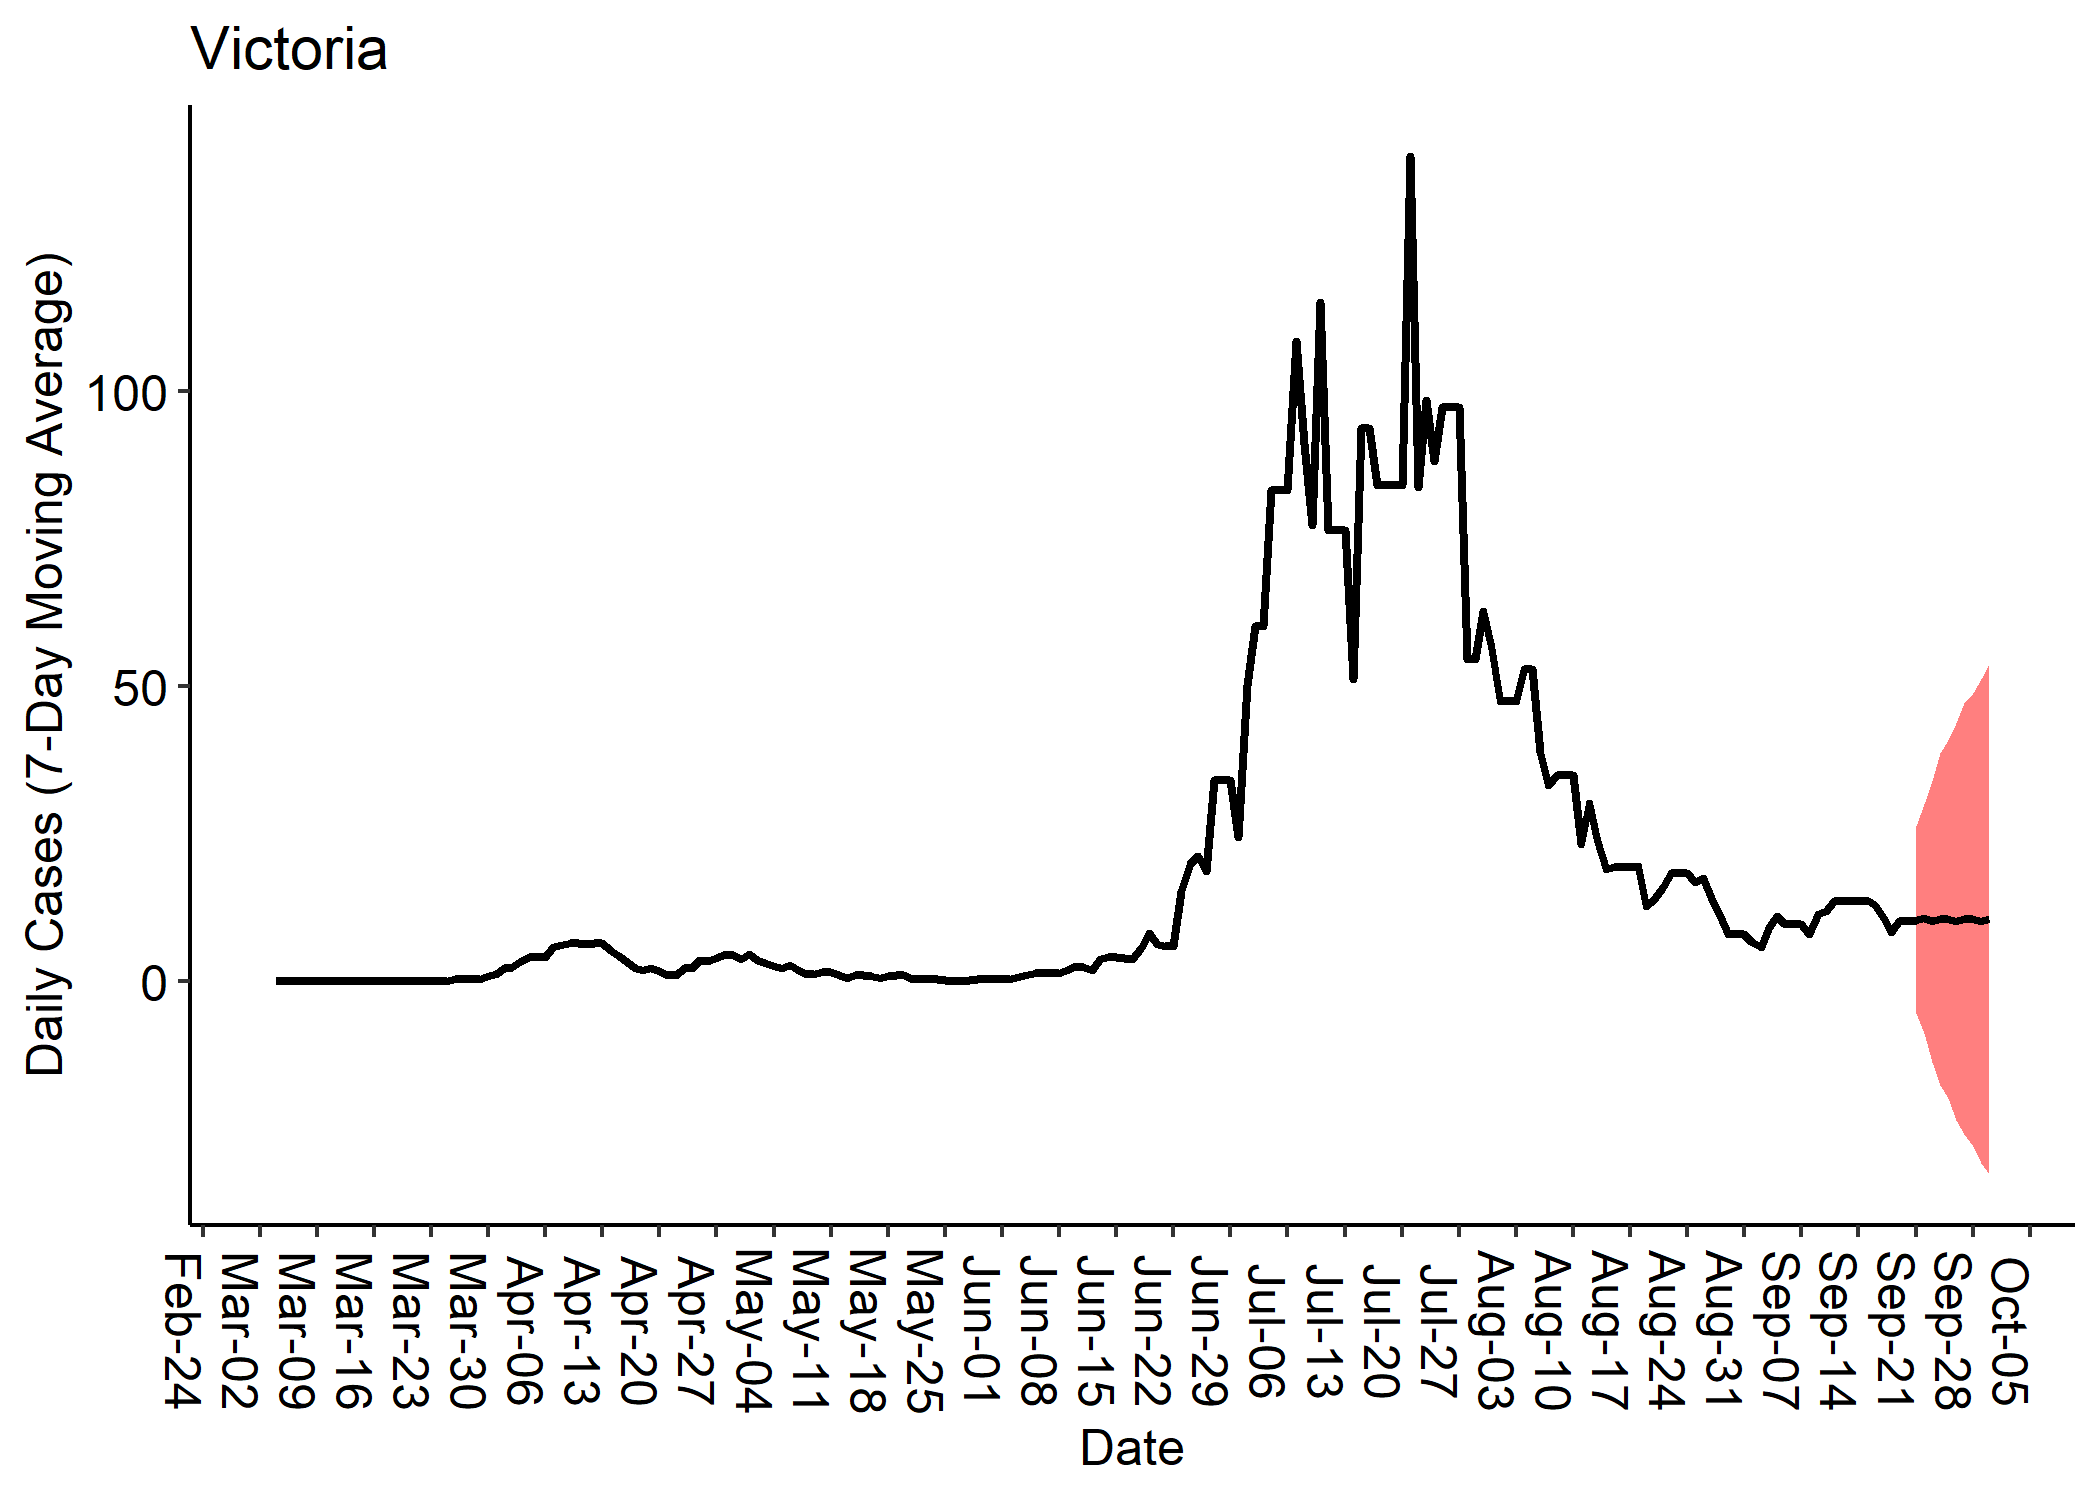 Victoria
Daily Cases (7-Day Moving Average)
100
50
0
Feb-24
Mar-02
Mar-09
Mar-16
Mar-23
Mar-30
Apr-06
Apr-13
Apr-20
Apr-27
May-04
May-11
May-18
May-25
Jun-01
Jun-08
Jun-15
Jun-22
Jun-29
Jul-06
Jul-13
Jul-20
Jul-27
Aug-03
Aug-10
Aug-17
Aug-24
Aug-31
Sep-07
Sep-14
Sep-21
Sep-28
Oct-05
Date